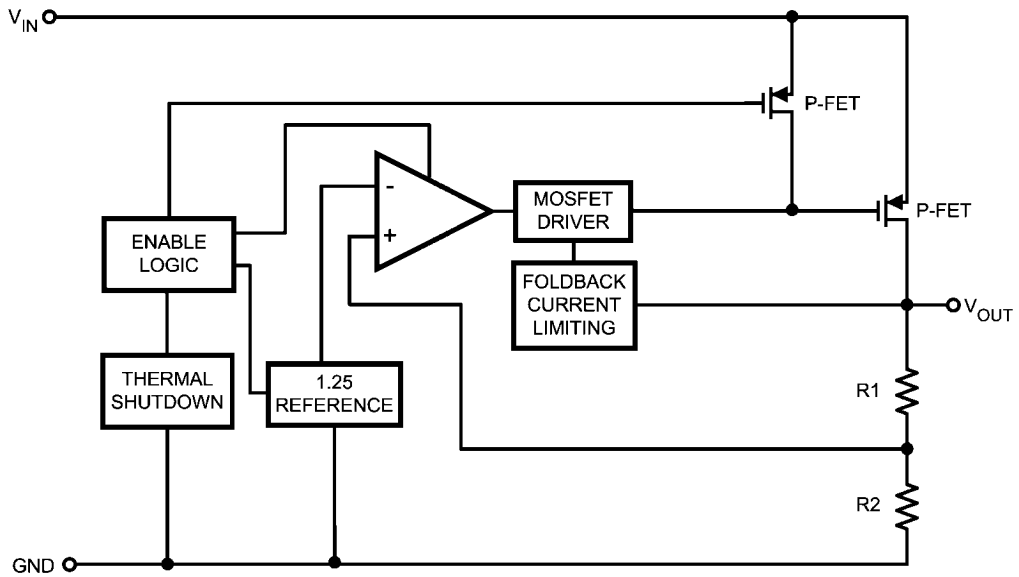 VIN
P-FET
-
MOSFET
DRIVER
P-FET
ENABLE
LOGIC
+
FOLDBACK
CURRENT
LIMITING
VOUT
THERMAL
SHUTDOWN
1.25
REFERENCE
R1
R2
GND